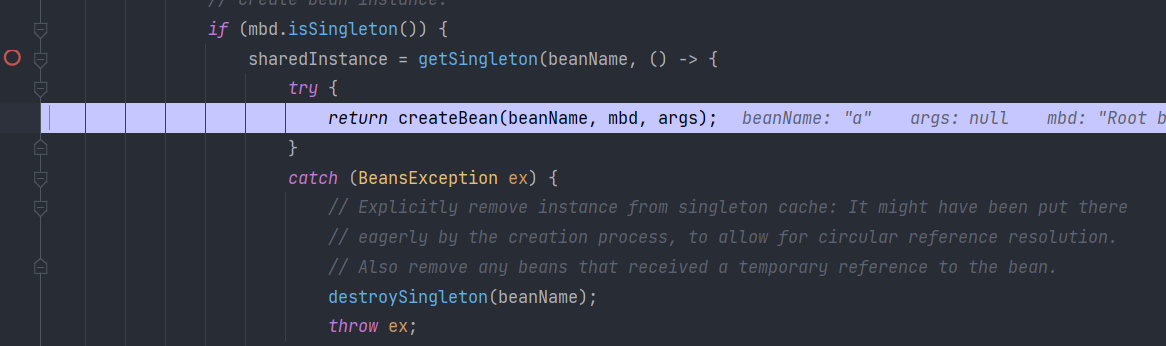 // Create bean instance.
if (mbd.isSingleton()) {
sharedInstance = getSingleton(beanName, () -> {
try {
return createBean(beanName, mbd, args); beanName: "a" args: null mbd: "Root b
}
catch (BeansException ex) {
// Explicitly remove instance from singleton cache: It might have been put there
// eagerly by the creation process, to allow for circular reference resolution.
// Also remove any beans that received a temporary reference to the bean.
destroySingleton(beanName);
throw ex;